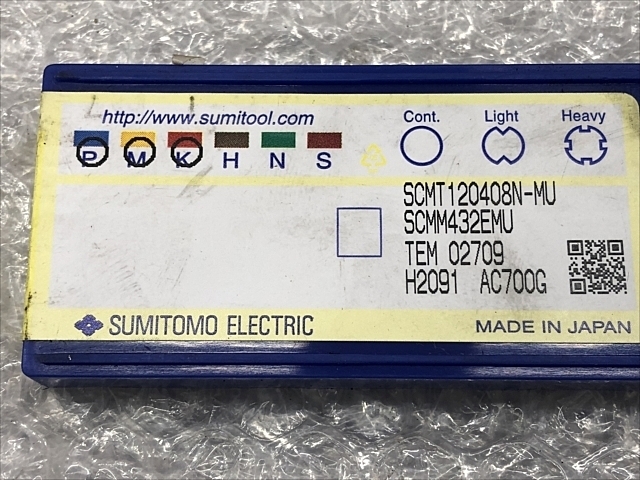 http://www.sumitool.com
Cont. Light Heavy
P M K H N S
SCMT120408N-MU
SCMM432EMU
TEM 02709
H2091 AC700G
SUMITOMO ELECTRIC
MADE IN JAPAN